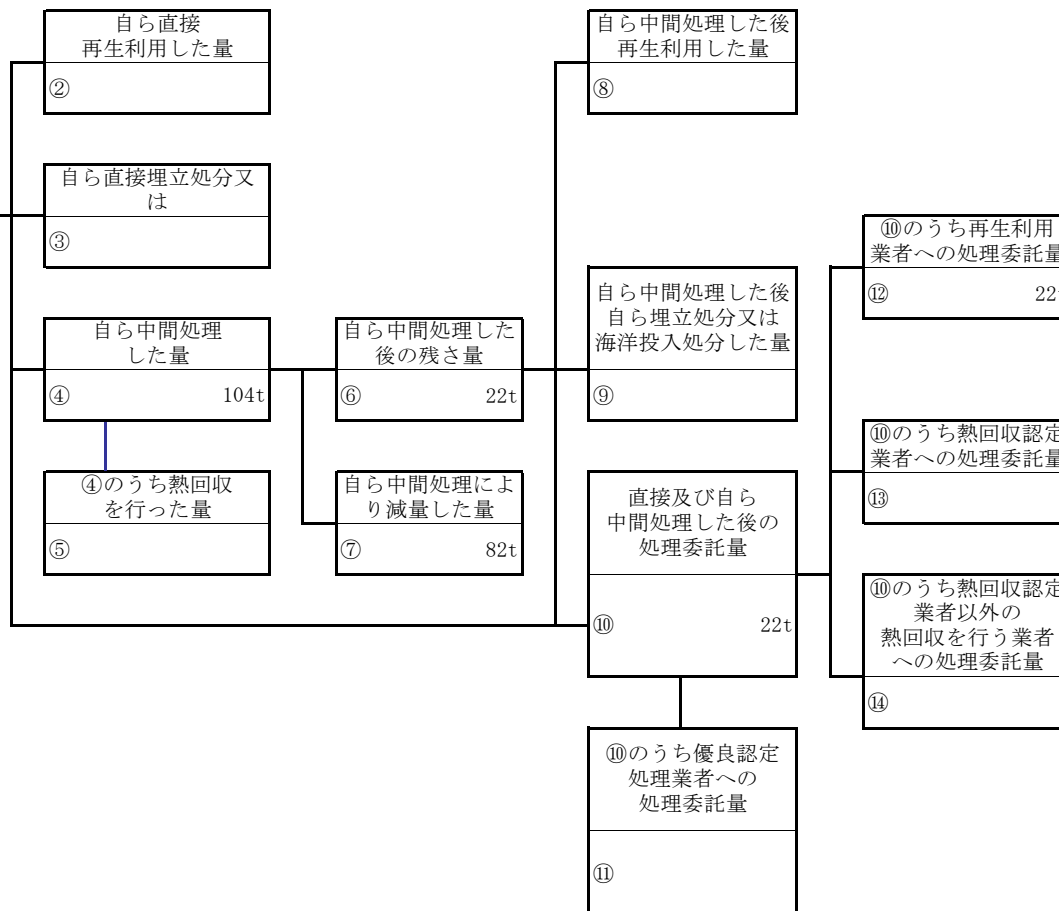 自ら直接
再生利用した量
②
自ら直接埋立処分又
は
③
自ら中間処理
した量
④ 104t
④のうち熱回収
を行った量
⑤
自ら中間処理した
後の残さ量
⑥ 22t
自ら中間処理によ
り減量した量
⑦ 82t
自ら中間処理した後
再生利用した量
⑧
自ら中間処理した後
自ら埋立処分又は
海洋投入処分した量
⑨
直接及び自ら
中間処理した後の
処理委託量
⑩ 22t
⑩のうち優良認定
処理業者への
処理委託量
⑪
⑩のうち再生利用
業者への処理委託量
⑫ 22t
⑩のうち熱回収認定
業者への処理委託量
⑬
⑩のうち熱回収認定
業者以外の
熱回収を行う業者
への処理委託量
⑭